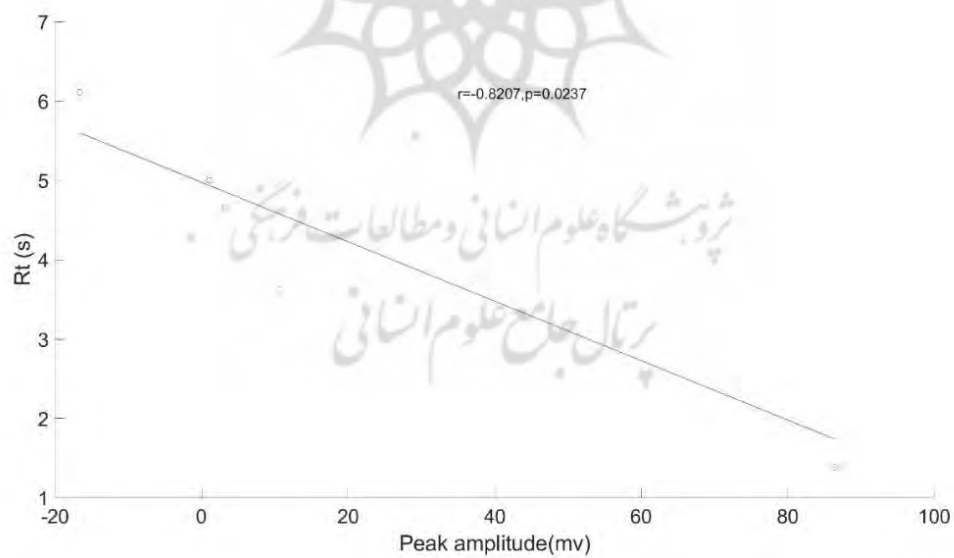 7
6
5
4
3
2
1
Rt (s)
r=-0.8207,p=0.0237
پژوهشگاه علوم انسانی و مطالعات فرهنگی
پرتال جامع علوم انسانی
-20 0 20 40 60 80 100
Peak amplitude(mv)